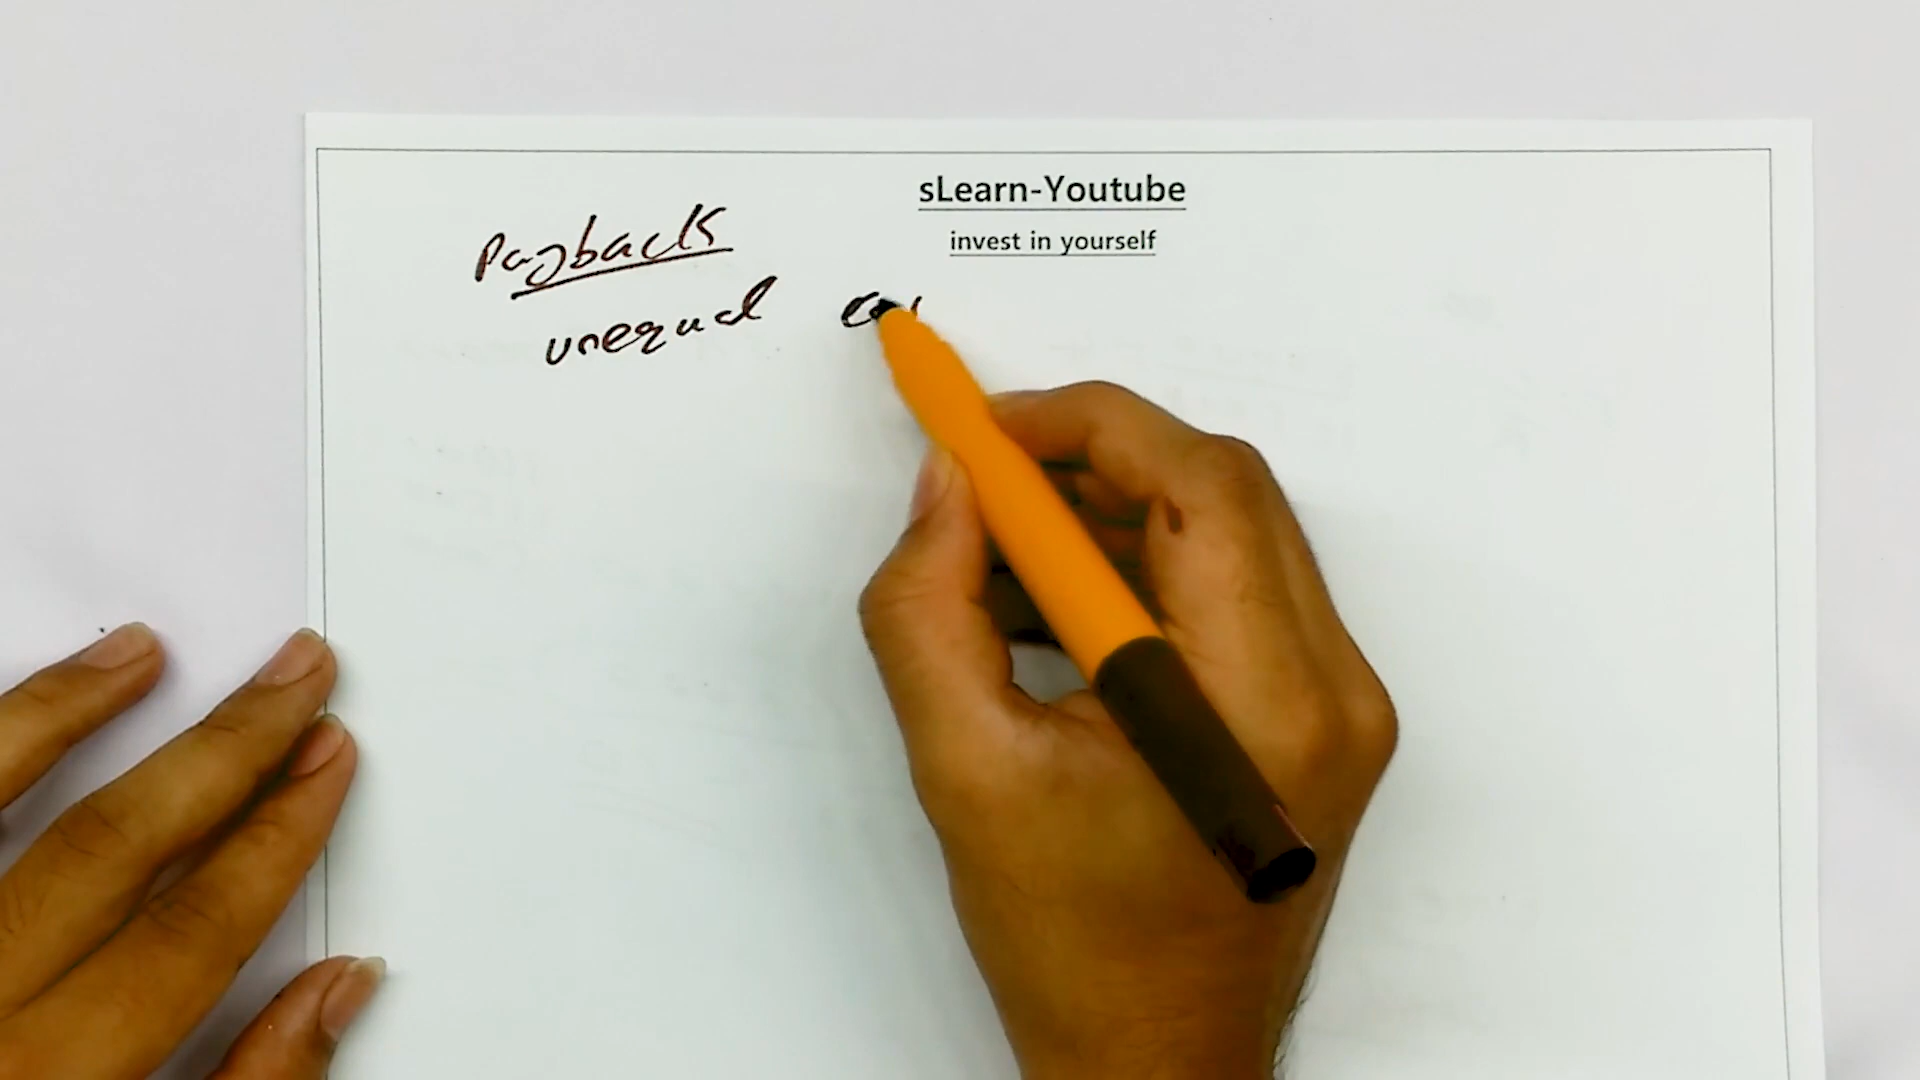 sLearn-Youtube
invest in yourself
Payback
unequal